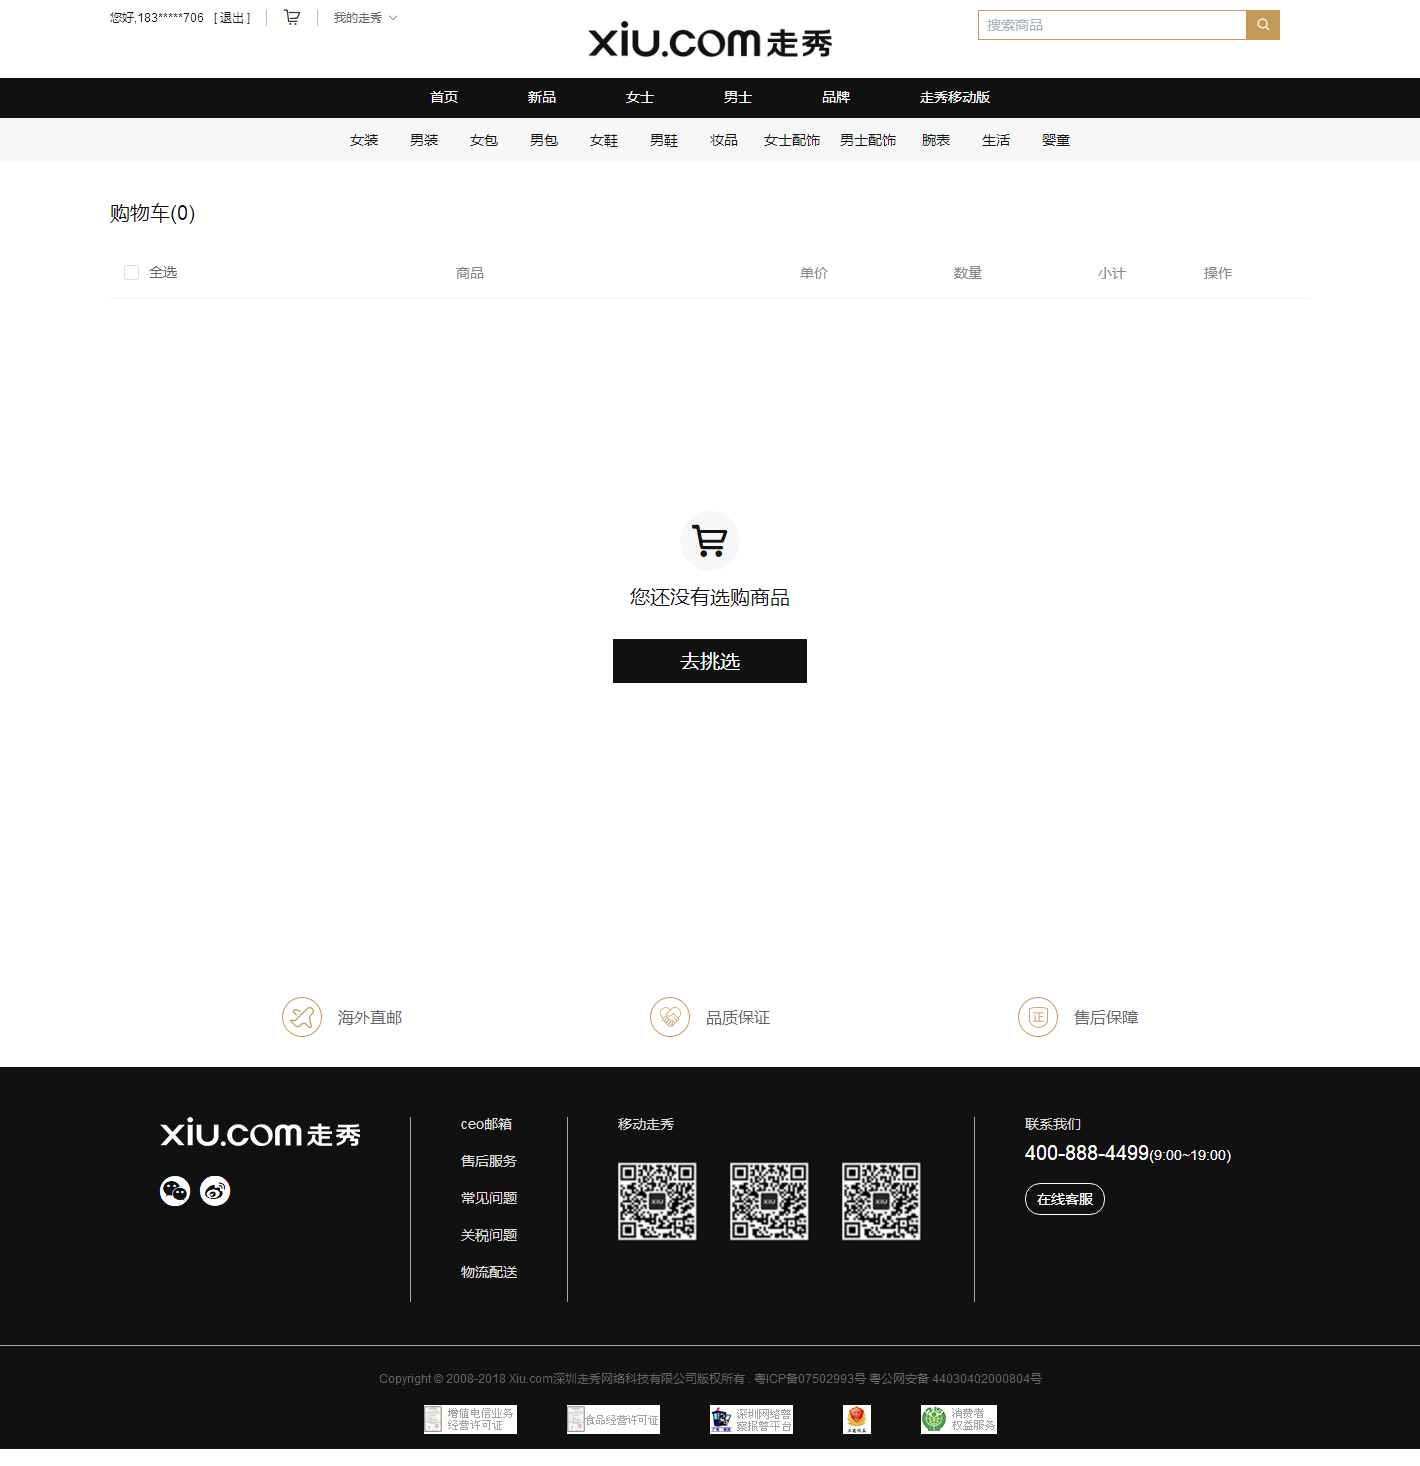 您好,183*****706 [ 退出 ] 我的走秀
xiu.com走秀
搜索商品
首页 新品 女士 男士 品牌 走秀移动版
女装 男装 女包 男包 女鞋 男鞋 妆品 女士配饰 男士配饰 腕表 生活 婴童
购物车(0)
全选 商品 单价 数量 小计 操作
您还没有选购商品
去挑选
海外直邮 品质保证 正 售后保障
xiu.com走秀
ceo邮箱
售后服务
常见问题
关税问题
物流配送
移动走秀
XIU XIU XIU
联系我们
400-888-4499(9:00~19:00)
在线客服
Copyright © 2008-2018 Xiu.com深圳走秀网络科技有限公司版权所有 . 粤ICP备07502993号 粤公网安备 44030402000804号
增值电信业务
经营许可证
食品经营许可证
深圳网络警
察报警平台
消费者
权益服务